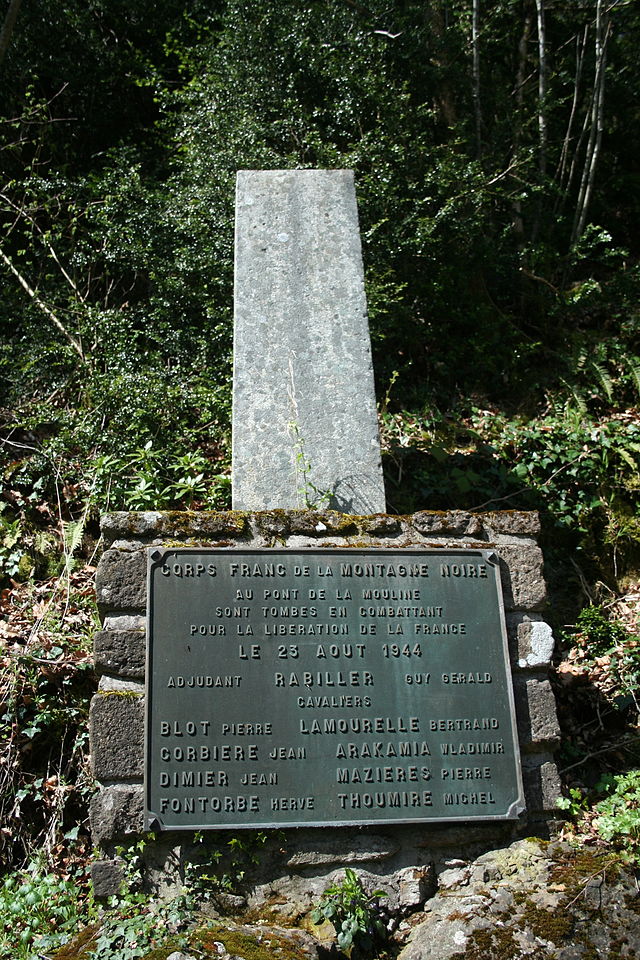 CORPS FRANC DE LA MONTAGNE NOIRE
AU PONT DE LA MOULINE
SONT TOMBES EN COMBATTANT
POUR LA LIBERATION DE LA FRANCE
LE 23 AOUT 1944
ADJUDANT RABILLER GUY GERALD
CAVALIERS
BLOT PIERRE LAMOURELLE BERTRAND
CORBIERE JEAN ARAKAMIA WLADIMIR
DIMIER JEAN MAZIERES PIERRE
FONTORBE HERVE THOUMIRE MICHEL